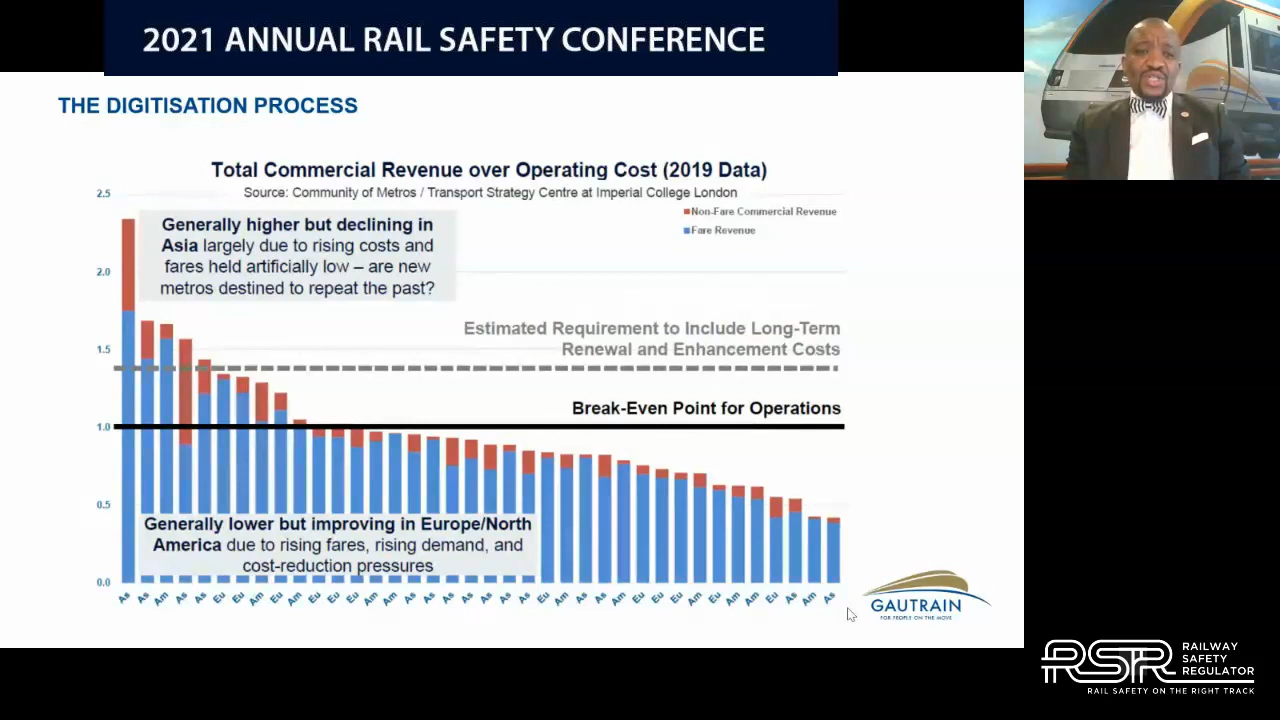 2021 ANNUAL RAIL SAFETY CONFERENCE
THE DIGITISATION PROCESS
Total Commercial Revenue over Operating Cost (2019 Data)
Source: Community of Metros / Transport Strategy Centre at Imperial College London
Non-Fare Commercial Revenue
Fare Revenue
2.5
2.0
1.5
1.0
0.5
0.0
Generally higher but declining in
Asia largely due to rising costs and
fares held artificially low – are new
metros destined to repeat the past?
Estimated Requirement to Include Long-Term
Renewal and Enhancement Costs
Break-Even Point for Operations
Generally lower but improving in Europe/North
America due to rising fares, rising demand, and
cost-reduction pressures
As As Am As As Eu Eu Am Eu Am Eu Eu Eu Am Am Eu As As As As As As Eu Am As As Am Eu Eu Eu Am Eu Am Am Eu As Am As
GAUTRAIN
FOR PEOPLE ON THE MOVE
RSR
RAILWAY
SAFETY
REGULATOR
RAIL SAFETY ON THE RIGHT TRACK